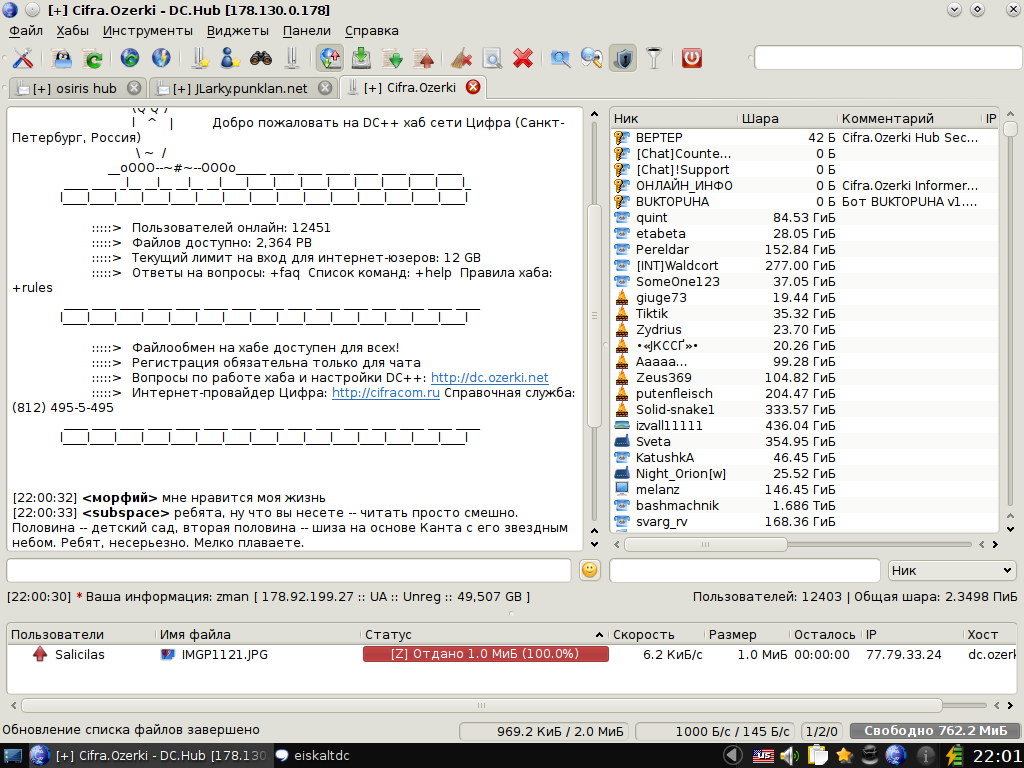 [+] Cifra.Ozerki - DC.Hub [178.130.0.178]
Файл Хабы Инструменты Виджеты Панели Справка
[+] osiris hub [+] JLarky.punklan.net [+] Cifra.Ozerki
Добро пожаловать на DC++ хаб сети Цифра (Санкт-
Петербург, Россия)
:::::> Пользователей онлайн: 12451
:::::> Файлов доступно: 2,364 PB
:::::> Текущий лимит на вход для интернет-юзеров: 12 GB
:::::> Ответы на вопросы: +faq Список команд: +help Правила хаба:
+rules
:::::> Файлообмен на хабе доступен для всех!
:::::> Регистрация обязательна только для чата
:::::> Вопросы по работе хаба и настройки DC++: http://dc.ozerki.net
:::::> Интернет-провайдер Цифра: http://cifracom.ru Справочная служба:
(812) 495-5-495
[22:00:32] <морфий> мне нравится моя жизнь
[22:00:33] <subspace> ребята, ну что вы несете -- читать просто смешно.
Половина -- детский сад, вторая половина -- шиза на основе Канта с его звездным
небом. Ребят, несерьезно. Мелко плаваете.
Ник Шара Комментарий IP
ВЕРТЕР 42 Б Cifra.Ozerki Hub Sec...
[Chat]Counte... 0 Б
[Chat]!Support 0 Б
ОНЛАЙН_ИНФО 0 Б Cifra.Ozerki Informer...
BUKTOPUHA 0 Б Бот BUKTOPUHA v1....
quint 84.53 ГиБ
etabeta 28.05 ГиБ
Pereldar 152.84 ГиБ
[INT]Waldcort 277.00 ГиБ
SomeOne123 37.05 ГиБ
giuge73 19.44 ГиБ
Tiktik 35.32 ГиБ
Zydrius 23.70 ГиБ
•«JKCCҐ»• 20.26 ГиБ
Aaaaa... 99.28 ГиБ
Zeus369 104.82 ГиБ
putenfleisch 204.47 ГиБ
Solid-snake1 333.57 ГиБ
izvall11111 436.04 ГиБ
Sveta 354.95 ГиБ
KatushkA 46.45 ГиБ
Night_Orion[w] 25.52 ГиБ
melanz 146.45 ГиБ
bashmachnik 1.686 ТиБ
svarg_rv 168.36 ГиБ
Ник
[22:00:30] * Ваша информация: zman [ 178.92.199.27 :: UA :: Unreg :: 49,507 GB ]
Пользователей: 12403 | Общая шара: 2.3498 ПиБ
Пользователи Имя файла Статус Скорость Размер Осталось IP Хост
Salicilas IMGP1121.JPG [Z] Отдано 1.0 МиБ (100.0%) 6.2 КиБ/с 1.0 МиБ 00:00:00 77.79.33.24 dc.ozerk
Обновление списка файлов завершено 969.2 КиБ / 2.0 МиБ 1000 Б/с / 145 Б/с 1/2/0 Свободно 762.2 МиБ
[+] Cifra.Ozerki - DC.Hub [178.130 eiskaltdc 22:01